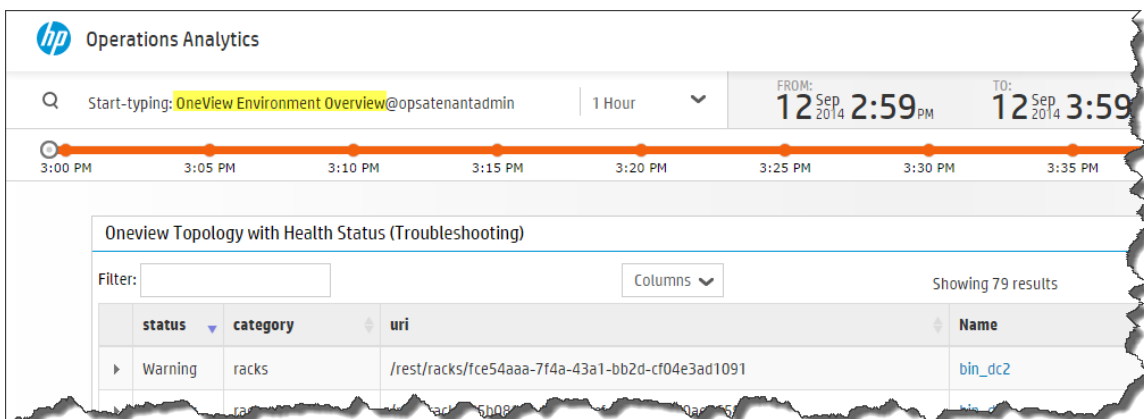 hp Operations Analytics
Start-typing: OneView Environment Overview@opsatenantadmin 1 Hour FROM: 12 Sep 2014 2:59 PM TO: 12 Sep 2014 3:59
3:00 PM 3:05 PM 3:10 PM 3:15 PM 3:20 PM 3:25 PM 3:30 PM 3:35 PM
Oneview Topology with Health Status (Troubleshooting)
Filter: Columns Showing 79 results
status category uri Name
Warning racks /rest/racks/fce54aaa-7f4a-43a1-bb2d-cf04e3ad1091 bin_dc2